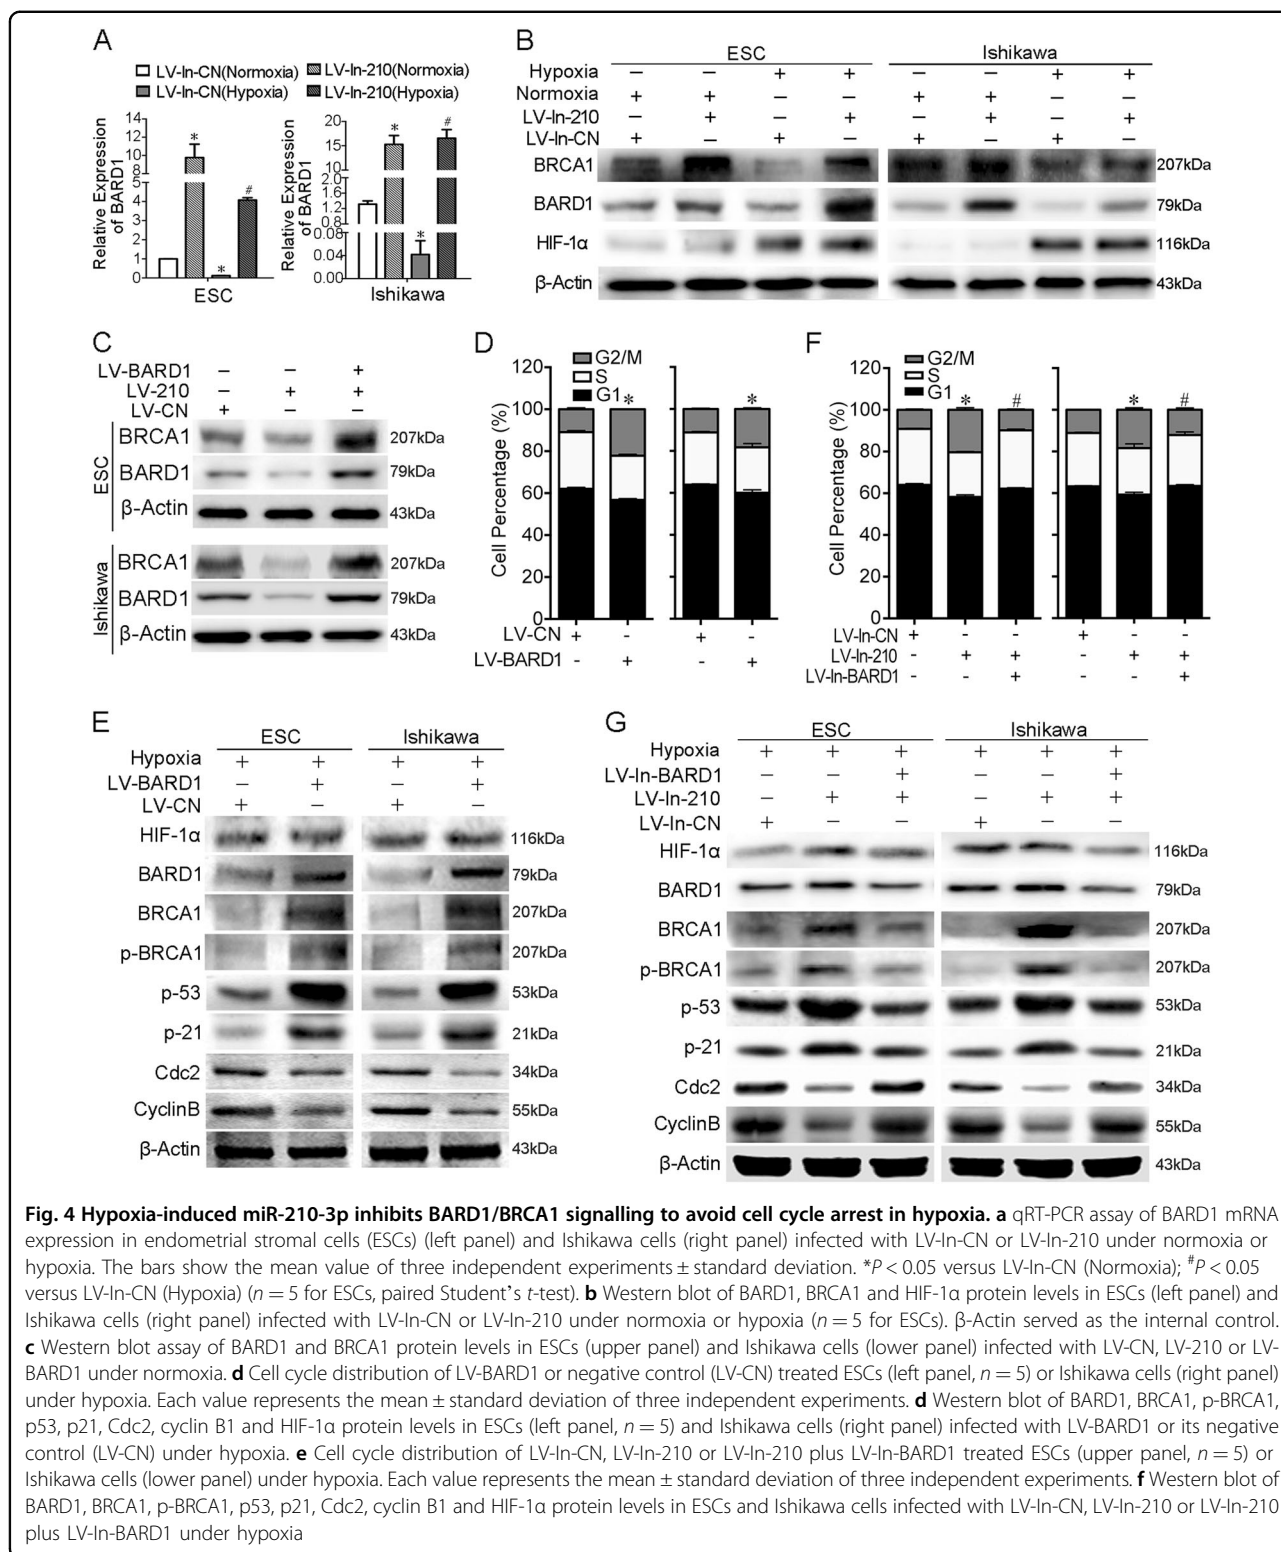 A
LV-In-CN(Normoxia) LV-In-210(Normoxia)
LV-In-CN(Hypoxia) LV-In-210(Hypoxia)
Relative Expression
of BARD1
14
12
10
8
6
4
2
1
0
*
*
#
ESC
Relative Expression
of BARD1
20
15
10
5
2.0
1.6
1.2
0.08
0.04
0.00
*
*
#
Ishikawa
B
ESC Ishikawa
Hypoxia − − + + − − + +
Normoxia + + − − + + − −
LV-In-210 − + − + − + − +
LV-In-CN + − + − + − + −
BRCA1 207kDa
BARD1 79kDa
HIF-1α 116kDa
β-Actin 43kDa
C
LV-BARD1 − − +
LV-210 − + +
LV-CN + − −
ESC
BRCA1 207kDa
BARD1 79kDa
β-Actin 43kDa
Ishikawa
BRCA1 207kDa
BARD1 79kDa
β-Actin 43kDa
D
G2/M
S
G1
Cell Percentage (%)
120
100
80
60
40
20
0
* *
LV-CN + - + -
LV-BARD1 - + - +
F
G2/M
S
G1
Cell Percentage (%)
120
100
80
60
40
20
0
* # * #
LV-In-CN + - - + - -
LV-In-210 - + + - + +
LV-In-BARD1 - - + - - +
E
ESC Ishikawa
Hypoxia + + + +
LV-BARD1 − + − +
LV-CN + − + −
HIF-1α 116kDa
BARD1 79kDa
BRCA1 207kDa
p-BRCA1 207kDa
p-53 53kDa
p-21 21kDa
Cdc2 34kDa
CyclinB 55kDa
β-Actin 43kDa
G
ESC Ishikawa
Hypoxia + + + + + +
LV-In-BARD1 − − + − − +
LV-In-210 − + + − + +
LV-In-CN + − − + − −
HIF-1α 116kDa
BARD1 79kDa
BRCA1 207kDa
p-BRCA1 207kDa
p-53 53kDa
p-21 21kDa
Cdc2 34kDa
CyclinB 55kDa
β-Actin 43kDa
Fig. 4 Hypoxia-induced miR-210-3p inhibits BARD1/BRCA1 signalling to avoid cell cycle arrest in hypoxia. a qRT-PCR assay of BARD1 mRNA
expression in endometrial stromal cells (ESCs) (left panel) and Ishikawa cells (right panel) infected with LV-In-CN or LV-In-210 under normoxia or
hypoxia. The bars show the mean value of three independent experiments ± standard deviation. *P < 0.05 versus LV-In-CN (Normoxia); #P < 0.05
versus LV-In-CN (Hypoxia) (n = 5 for ESCs, paired Student's t-test). b Western blot of BARD1, BRCA1 and HIF-1α protein levels in ESCs (left panel) and
Ishikawa cells (right panel) infected with LV-In-CN or LV-In-210 under normoxia or hypoxia (n = 5 for ESCs). β-Actin served as the internal control.
c Western blot assay of BARD1 and BRCA1 protein levels in ESCs (upper panel) and Ishikawa cells (lower panel) infected with LV-CN, LV-210 or LV-
BARD1 under normoxia. d Cell cycle distribution of LV-BARD1 or negative control (LV-CN) treated ESCs (left panel, n = 5) or Ishikawa cells (right panel)
under hypoxia. Each value represents the mean ± standard deviation of three independent experiments. d Western blot of BARD1, BRCA1, p-BRCA1,
p53, p21, Cdc2, cyclin B1 and HIF-1α protein levels in ESCs (left panel, n = 5) and Ishikawa cells (right panel) infected with LV-BARD1 or its negative
control (LV-CN) under hypoxia. e Cell cycle distribution of LV-In-CN, LV-In-210 or LV-In-210 plus LV-In-BARD1 treated ESCs (upper panel, n = 5) or
Ishikawa cells (lower panel) under hypoxia. Each value represents the mean ± standard deviation of three independent experiments. f Western blot of
BARD1, BRCA1, p-BRCA1, p53, p21, Cdc2, cyclin B1 and HIF-1α protein levels in ESCs and Ishikawa cells infected with LV-In-CN, LV-In-210 or LV-In-210
plus LV-In-BARD1 under hypoxia